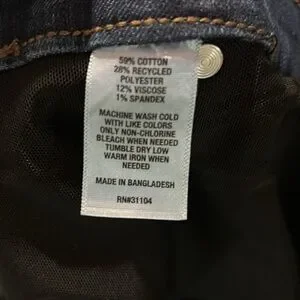 59% COTTON
28% RECYCLED
POLYESTER
12% VISCOSE
1% SPANDEX
MACHINE WASH COLD
WITH LIKE COLORS
ONLY NON-CHLORINE
BLEACH WHEN NEEDED
TUMBLE DRY LOW
WARM IRON WHEN
NEEDED
MADE IN BANGLADESH
RN#31104